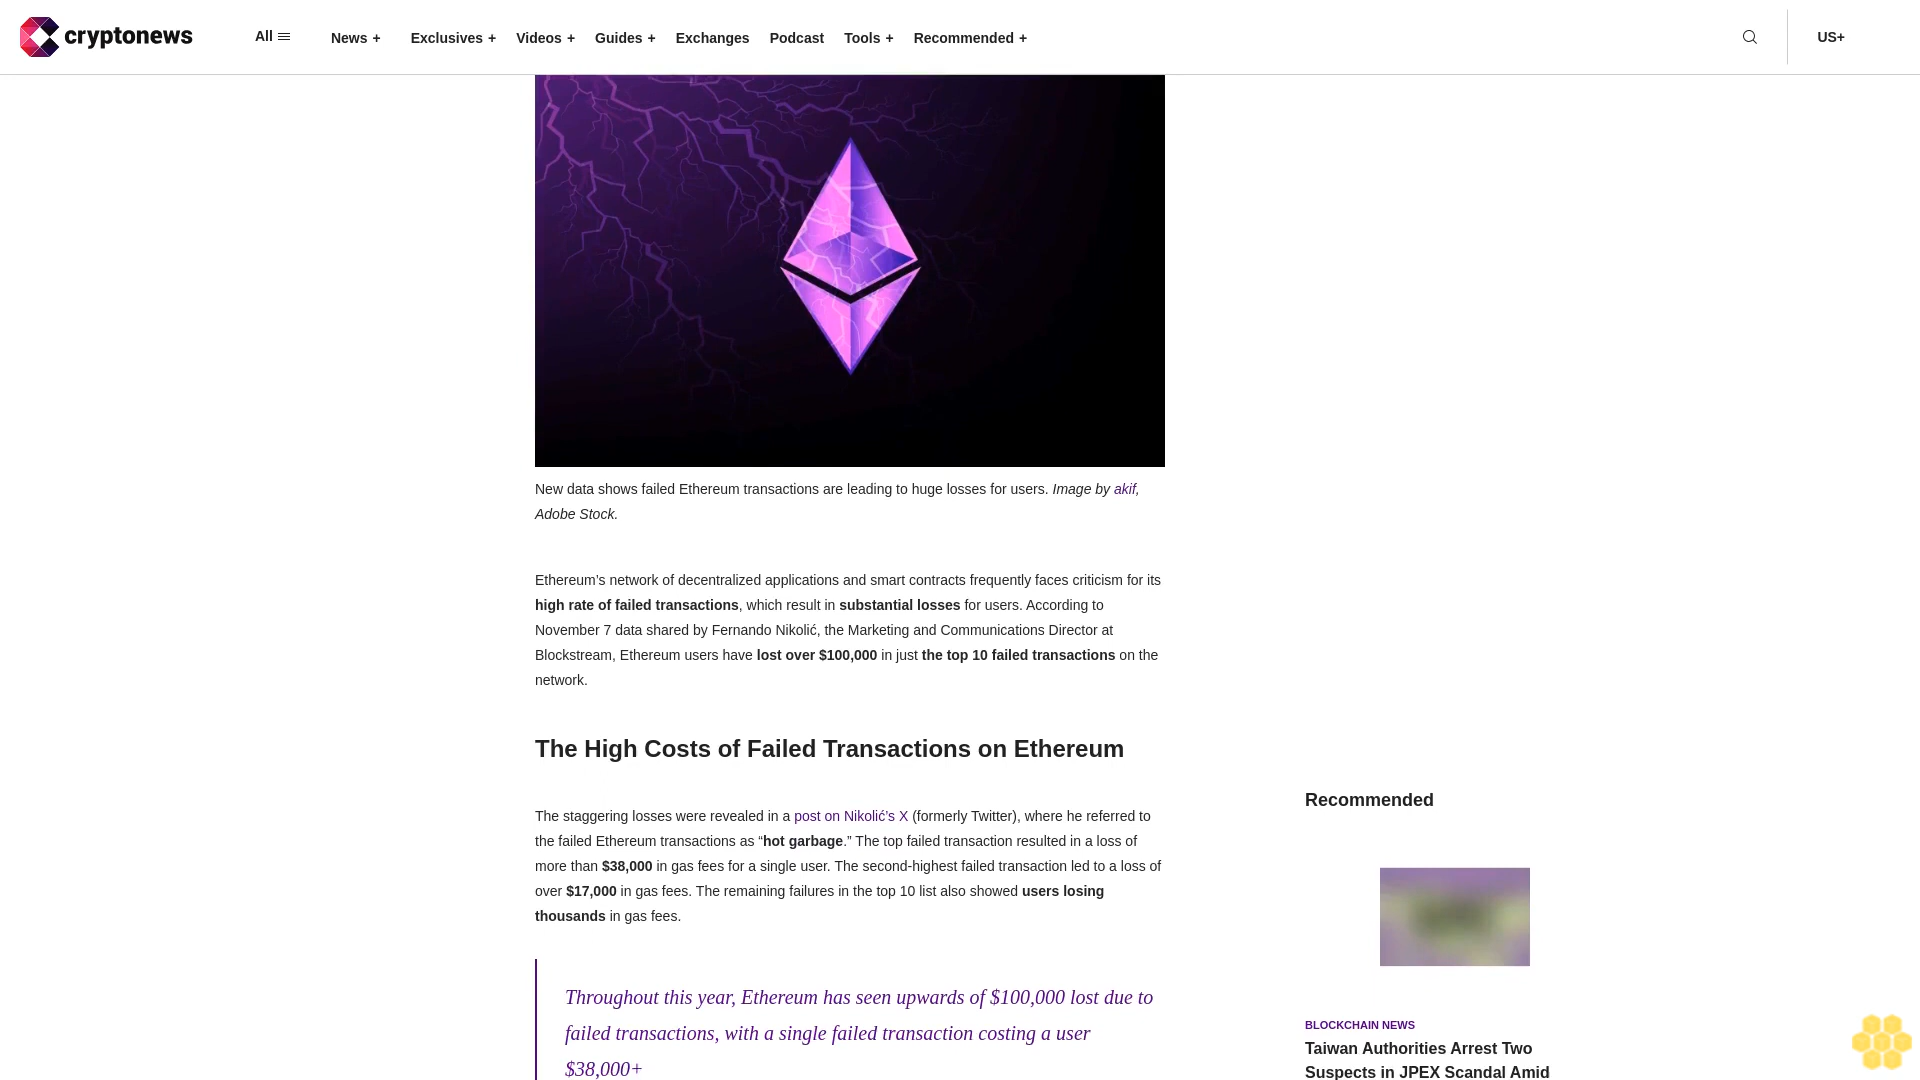 cryptonews
All
News +
Exclusives +
Videos +
Guides +
Exchanges
Podcast
Tools +
Recommended +
US+
New data shows failed Ethereum transactions are leading to huge losses for users. Image by akif,
Adobe Stock.
Ethereum’s network of decentralized applications and smart contracts frequently faces criticism for its
high rate of failed transactions, which result in substantial losses for users. According to
November 7 data shared by Fernando Nikolić, the Marketing and Communications Director at
Blockstream, Ethereum users have lost over $100,000 in just the top 10 failed transactions on the
network.
The High Costs of Failed Transactions on Ethereum
The staggering losses were revealed in a post on Nikolić’s X (formerly Twitter), where he referred to
the failed Ethereum transactions as “hot garbage.” The top failed transaction resulted in a loss of
more than $38,000 in gas fees for a single user. The second-highest failed transaction led to a loss of
over $17,000 in gas fees. The remaining failures in the top 10 list also showed users losing
thousands in gas fees.
Throughout this year, Ethereum has seen upwards of $100,000 lost due to
failed transactions, with a single failed transaction costing a user
$38,000+
Recommended
BLOCKCHAIN NEWS
Taiwan Authorities Arrest Two
Suspects in JPEX Scandal Amid